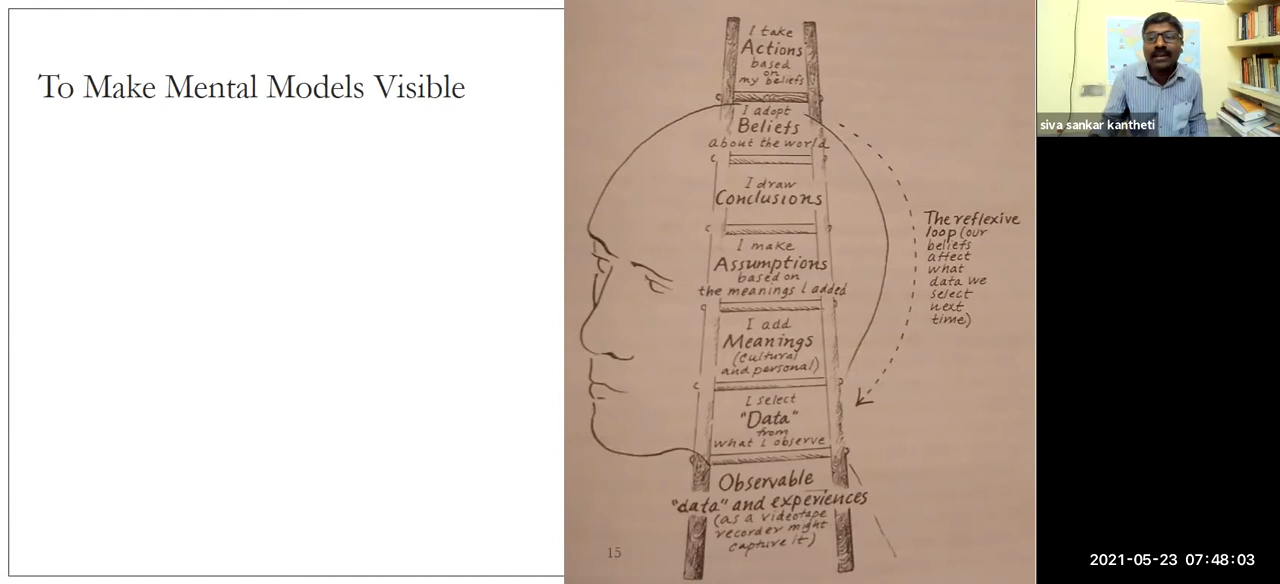 To Make Mental Models Visible
I take
Actions
based
on
my beliefs
I adopt
Beliefs
about the world
I draw
Conclusions
I make
Assumptions
based on
the meanings I added
I add
Meanings
(cultural
and personal)
I select
"Data"
from
what I observe
Observable
"data" and experiences
(as a videotape
recorder might
capture it)
The reflexive
loop (our
beliefs
affect
what
data we
select
next
time)
15
siva sankar kantheti
2021-05-23 07:48:03